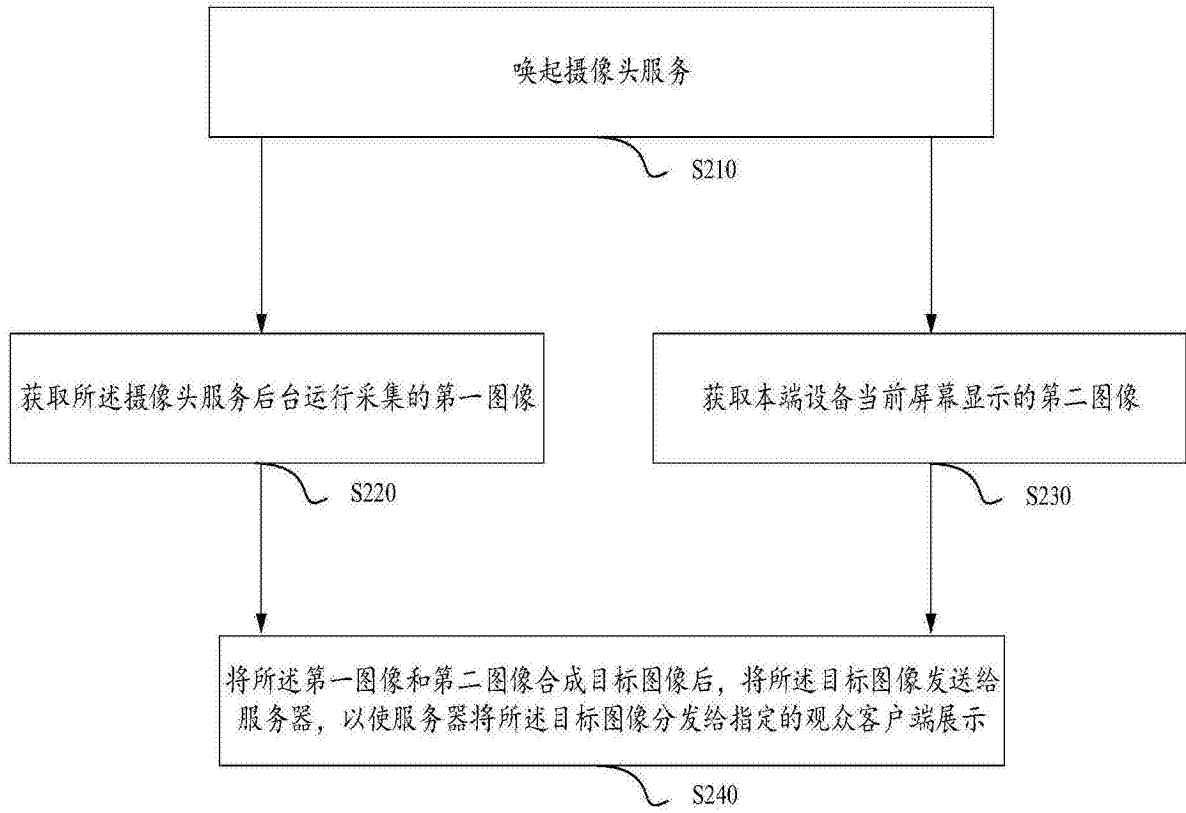 唤起摄像头服务
S210
获取所述摄像头服务后台运行采集的第一图像
获取本端设备当前屏幕显示的第二图像
S220
S230
将所述第一图像和第二图像合成目标图像后，将所述目标图像发送给
服务器，以使服务器将所述目标图像分发给指定的观众客户端展示
S240